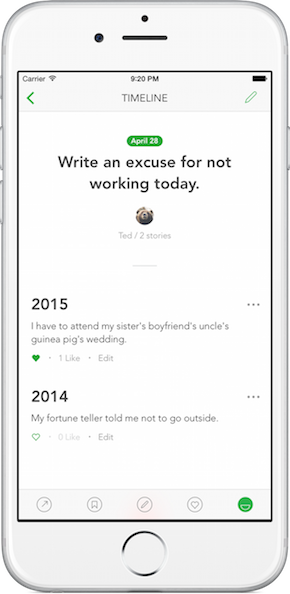 Carrier 9:20 PM
TIMELINE
April 28
Write an excuse for not
working today.
Ted / 2 stories
2015
I have to attend my sister's boyfriend's uncle's
guinea pig's wedding.
• 1 Like • Edit
2014
My fortune teller told me not to go outside.
• 0 Like • Edit